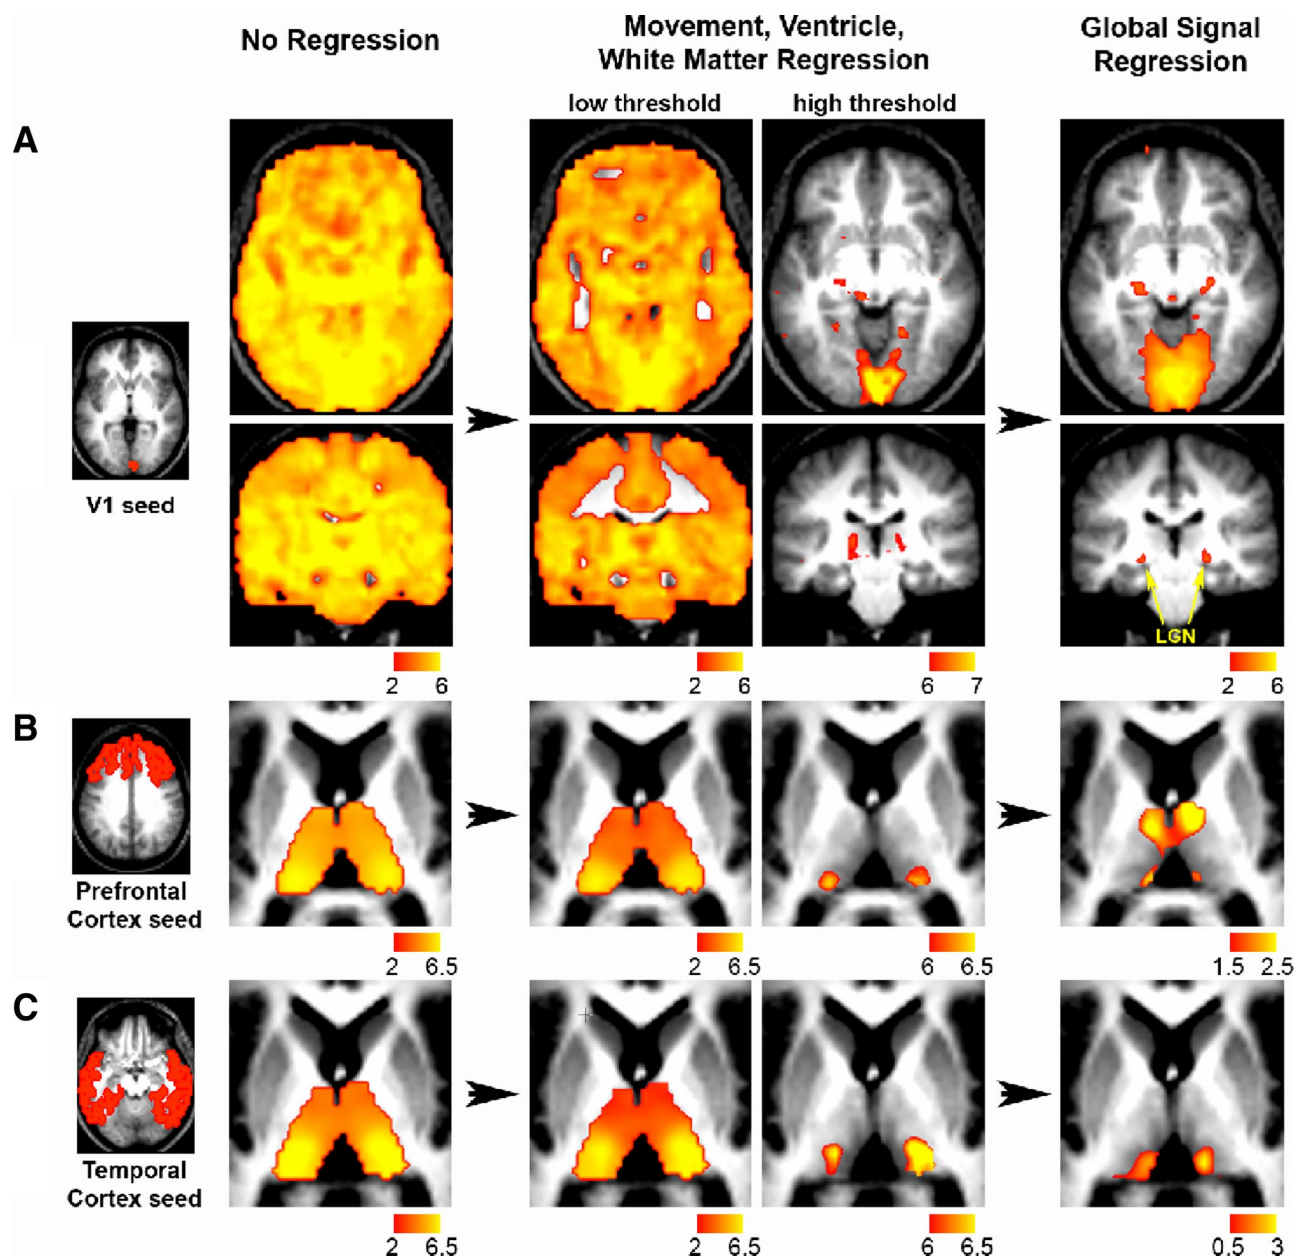 No Regression
Movement, Ventricle,
White Matter Regression
Global Signal
Regression
low threshold
high threshold
A
V1 seed
LGN
2 6
2 6
6 7
2 6
B
Prefrontal
Cortex seed
2 6.5
2 6.5
6 6.5
1.5 2.5
C
Temporal
Cortex seed
2 6.5
2 6.5
6 6.5
0.5 3